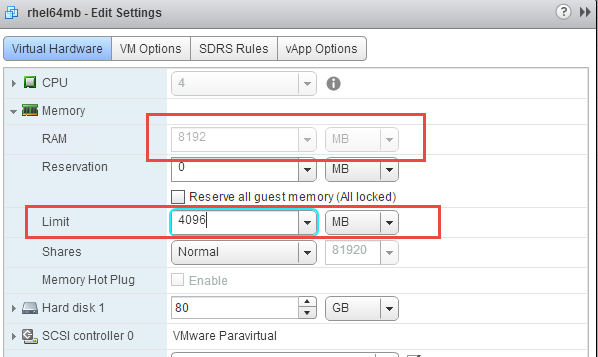 rhel64mb - Edit Settings
Virtual Hardware VM Options SDRS Rules vApp Options
CPU 4
Memory
RAM 8192 MB
Reservation 0 MB
Reserve all guest memory (All locked)
Limit 4096 MB
Shares Normal 81920
Memory Hot Plug Enable
Hard disk 1 80 GB
SCSI controller 0 VMware Paravirtual